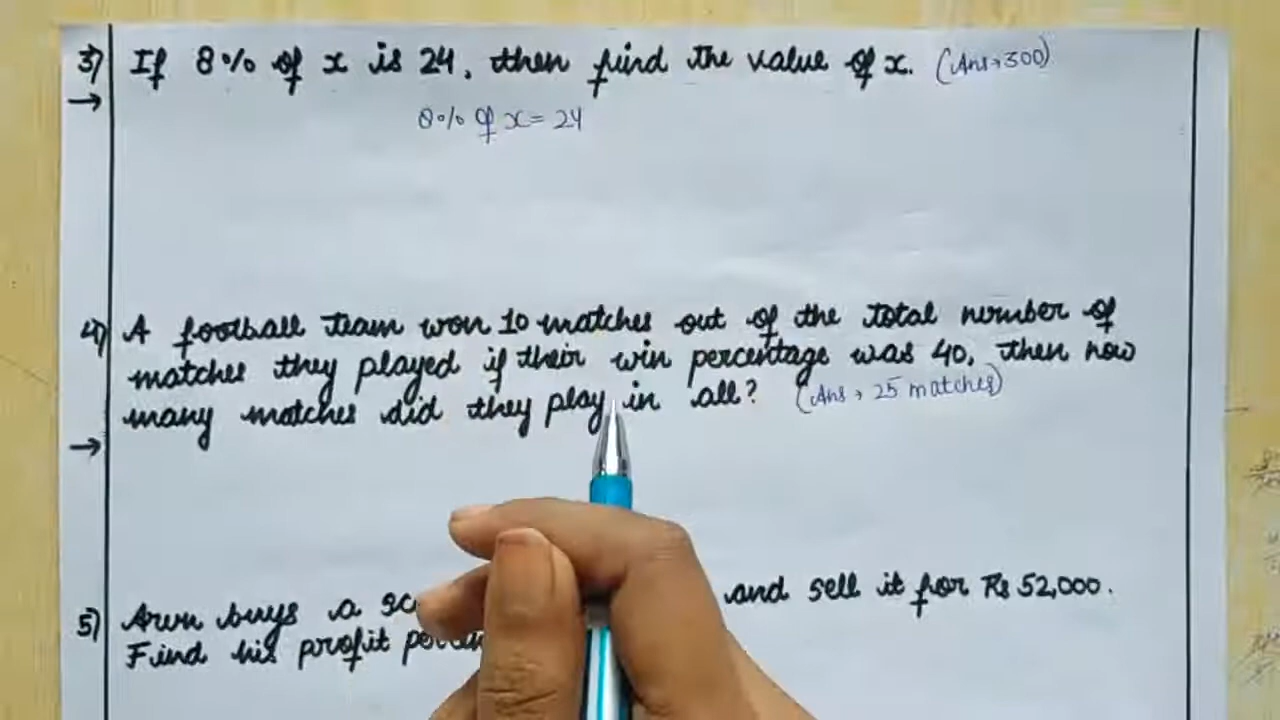 3) If 8% of x is 24, then find the value of x. (Ans→300)
→
8% of x = 24
4) A football team won 10 matches out of the total number of
matches they played if their win percentage was 40, then how
many matches did they play in all? (Ans → 25 matches)
→
5) Arun buys a sc and sell it for Rs 52,000.
Find his profit